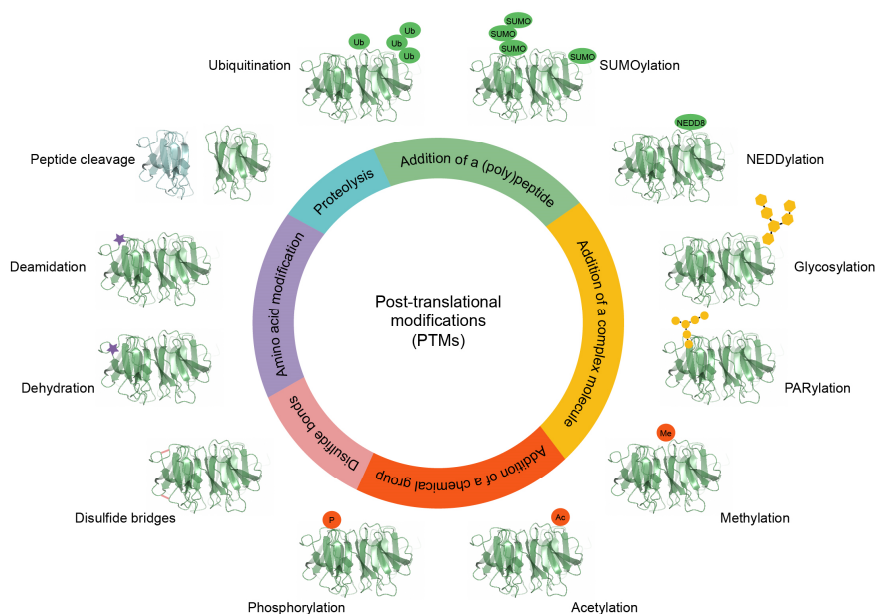 Ub
Ub
Ub
Ub
Ubiquitination
SUMO
SUMO
SUMO
SUMO
SUMOylation
NEDD8
NEDDylation
Peptide cleavage
Proteolysis
Addition of a (poly)peptide
Deamidation
Amino acid modification
Addition of a complex molecule
Glycosylation
Post-translational
modifications
(PTMs)
Dehydration
PARylation
Disulfide bonds
Addition of a chemical group
Me
Methylation
Disulfide bridges
P
Phosphorylation
Ac
Acetylation